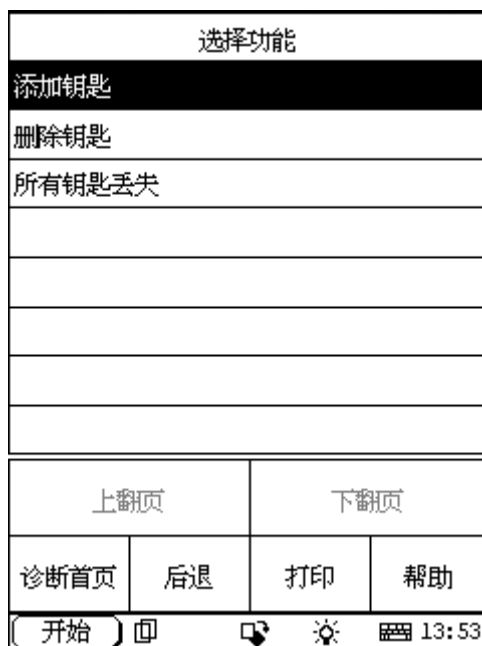 选择功能
添加钥匙
删除钥匙
所有钥匙丢失
上翻页 下翻页
诊断首页 后退 打印 帮助
开始 13:53